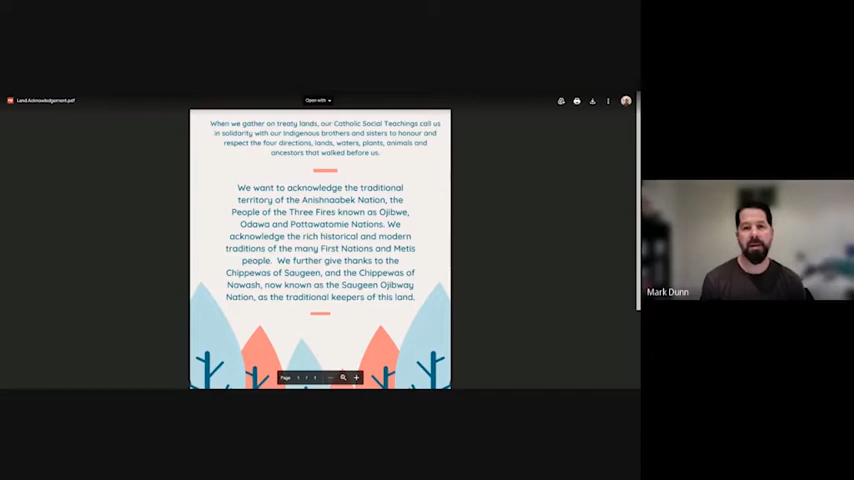 Land Acknowledgement.pdf
Open with
When we gather on treaty lands, our Catholic Social Teachings call us
in solidarity with our Indigenous brothers and sisters to honour and
respect the four directions, lands, waters, plants, animals and
ancestors that walked before us.
We want to acknowledge the traditional
territory of the Anishnaabek Nation, the
People of the Three Fires known as Ojibwe,
Odawa and Pottawatomie Nations. We
acknowledge the rich historical and modern
traditions of the many First Nations and Metis
people. We further give thanks to the
Chippewas of Saugeen, and the Chippewas of
Nawash, now known as the Saugeen Ojibway
Nation, as the traditional keepers of this land.
Page 1 / 1
Mark Dunn